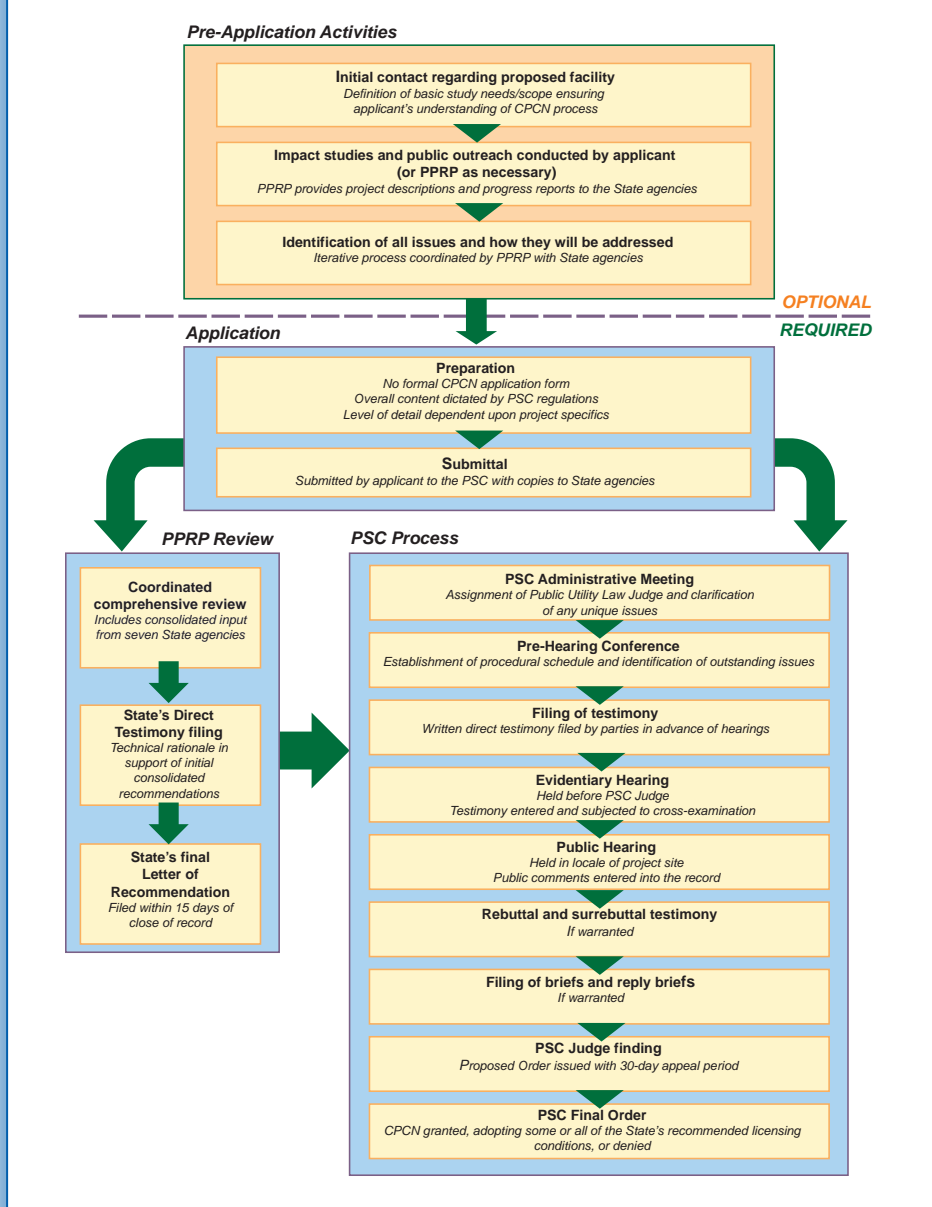 Pre-Application Activities
Initial contact regarding proposed facility
Definition of basic study needs/scope ensuring
applicant's understanding of CPCN process
Impact studies and public outreach conducted by applicant
(or PPRP as necessary)
PPRP provides project descriptions and progress reports to the State agencies
Identification of all issues and how they will be addressed
Iterative process coordinated by PPRP with State agencies
OPTIONAL
REQUIRED
Application
Preparation
No formal CPCN application form
Overall content dictated by PSC regulations
Level of detail dependent upon project specifics
Submittal
Submitted by applicant to the PSC with copies to State agencies
PPRP Review
Coordinated
comprehensive review
Includes consolidated input
from seven State agencies
State's Direct
Testimony filing
Technical rationale in
support of initial
consolidated
recommendations
State's final
Letter of
Recommendation
Filed within 15 days of
close of record
PSC Process
PSC Administrative Meeting
Assignment of Public Utility Law Judge and clarification
of any unique issues
Pre-Hearing Conference
Establishment of procedural schedule and identification of outstanding issues
Filing of testimony
Written direct testimony filed by parties in advance of hearings
Evidentiary Hearing
Held before PSC Judge
Testimony entered and subjected to cross-examination
Public Hearing
Held in locale of project site
Public comments entered into the record
Rebuttal and surrebuttal testimony
If warranted
Filing of briefs and reply briefs
If warranted
PSC Judge finding
Proposed Order issued with 30-day appeal period
PSC Final Order
CPCN granted, adopting some or all of the State's recommended licensing
conditions, or denied